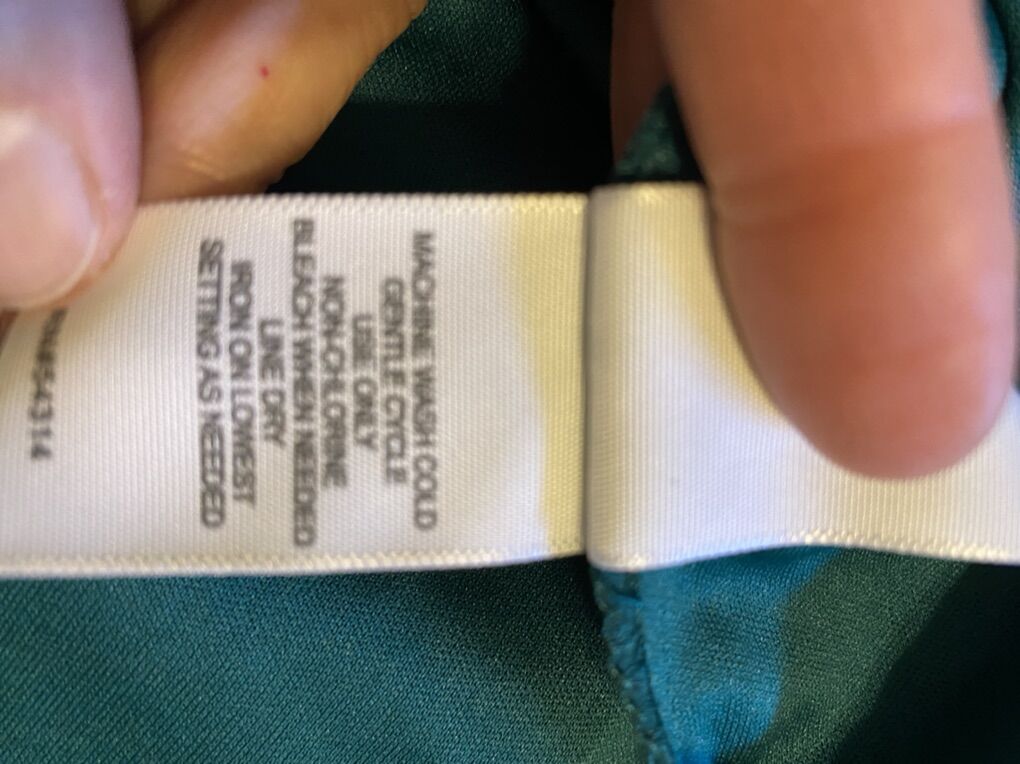 MACHINE WASH COLD
GENTLE CYCLE
USE ONLY
NON-CHLORINE
BLEACH WHEN NEEDED
LINE DRY
IRON ON LOWEST
SETTING AS NEEDED